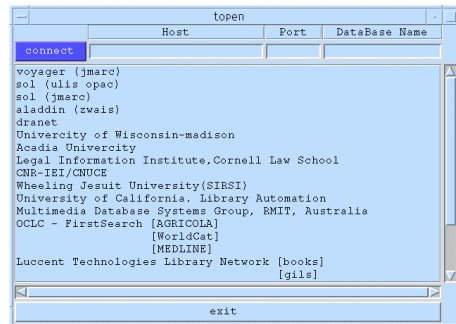 topen
Host Port DataBase Name
connect
voyager (jmarc)
sol (ulis opac)
sol (jmarc)
aladdin (zwais)
dranet
Univercity of Wisconsin-madison
Acadia Univercity
Legal Information Institute,Cornell Law School
CNR-IEI/CNUCE
Wheeling Jesuit University(SIRSI)
University of California. Library Automation
Multimedia Database Systems Group, RMIT, Australia
OCLC - FirstSearch [AGRICOLA]
[WorldCat]
[MEDLINE]
Luccent Technologies Library Network [books]
[gils]
exit